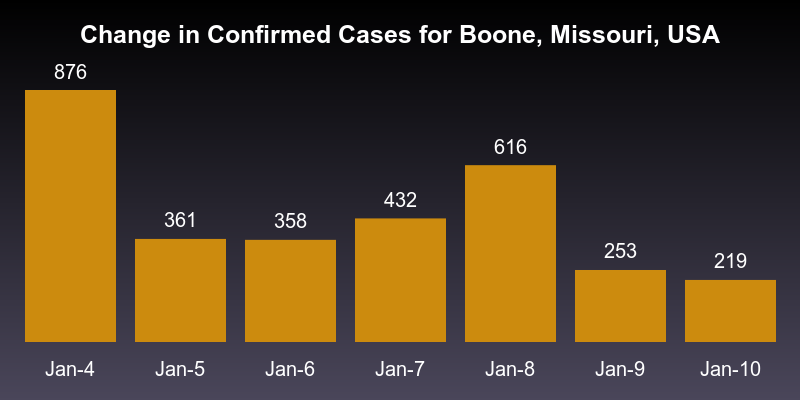 Change in Confirmed Cases for Boone, Missouri, USA
876
361
358
432
616
253
219
Jan-4
Jan-5
Jan-6
Jan-7
Jan-8
Jan-9
Jan-10